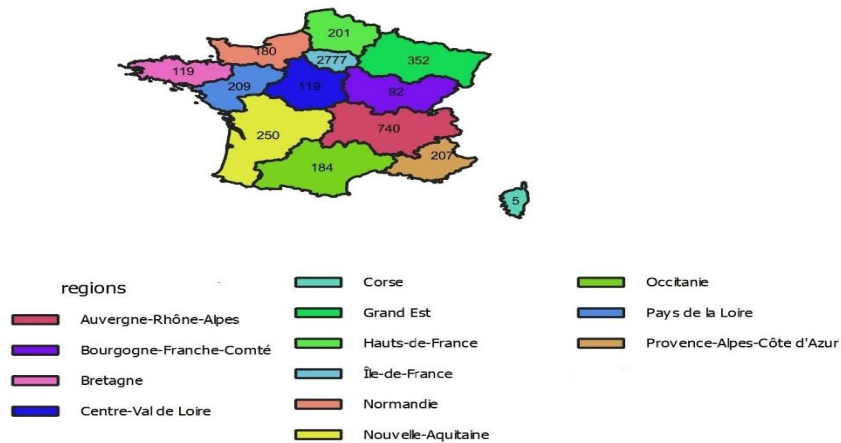 201
180
2777
352
119
209
119
92
250
740
207
184
5
regions
Auvergne-Rhône-Alpes
Bourgogne-Franche-Comté
Bretagne
Centre-Val de Loire
Corse
Grand Est
Hauts-de-France
Île-de-France
Normandie
Nouvelle-Aquitaine
Occitanie
Pays de la Loire
Provence-Alpes-Côte d'Azur